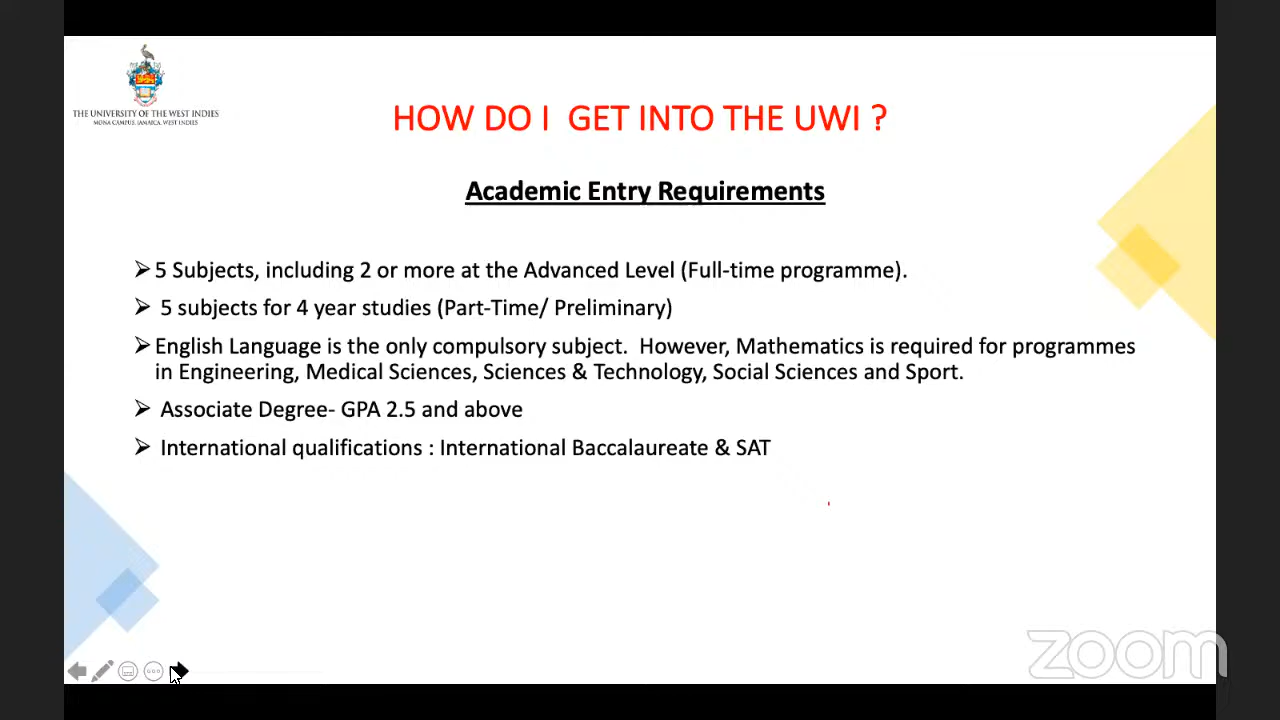 THE UNIVERSITY OF THE WEST INDIES
MONA CAMPUS, JAMAICA, WEST INDIES
HOW DO I GET INTO THE UWI ?
Academic Entry Requirements
5 Subjects, including 2 or more at the Advanced Level (Full-time programme).
5 subjects for 4 year studies (Part-Time/ Preliminary)
English Language is the only compulsory subject. However, Mathematics is required for programmes
in Engineering, Medical Sciences, Sciences & Technology, Social Sciences and Sport.
Associate Degree- GPA 2.5 and above
International qualifications : International Baccalaureate & SAT
zoom